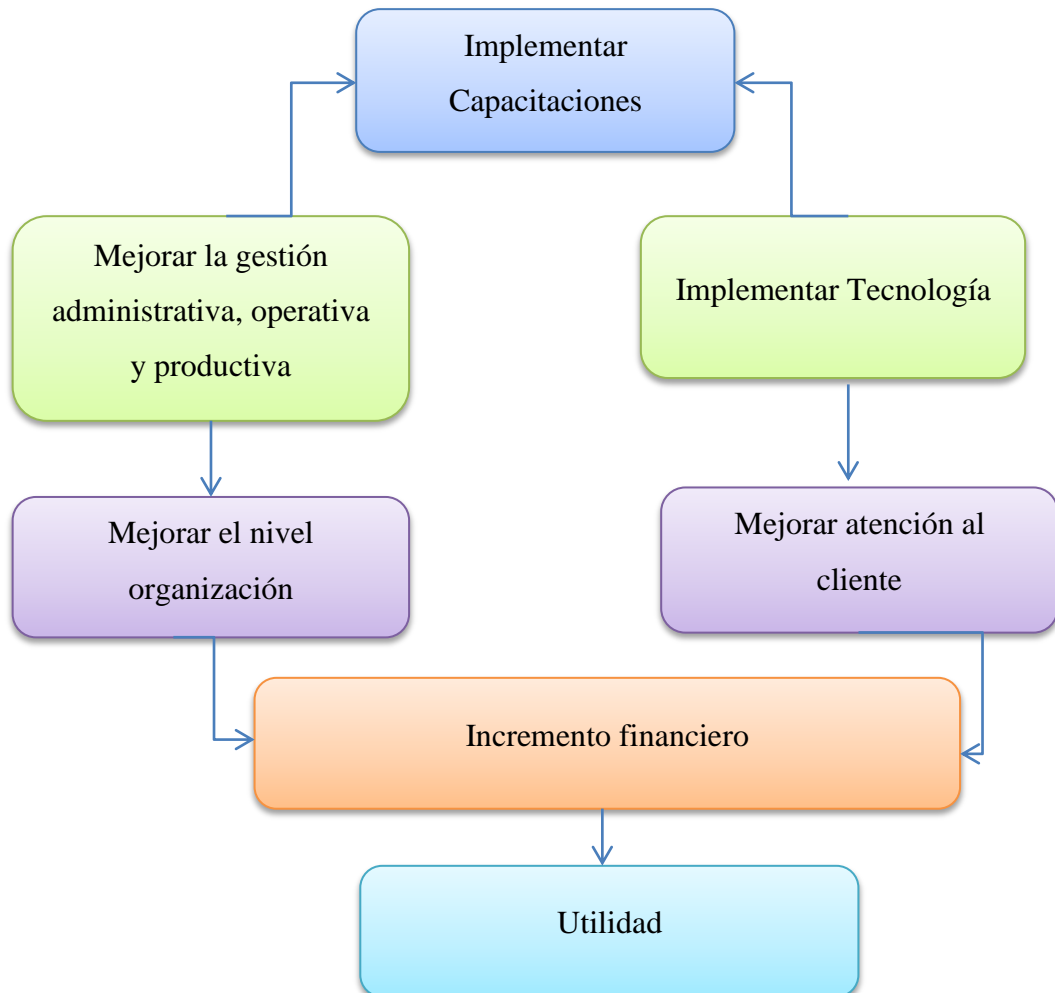 Implementar
Capacitaciones
Mejorar la gestión
administrativa, operativa
y productiva
Implementar Tecnología
Mejorar el nivel
organización
Mejorar atención al
cliente
Incremento financiero
Utilidad